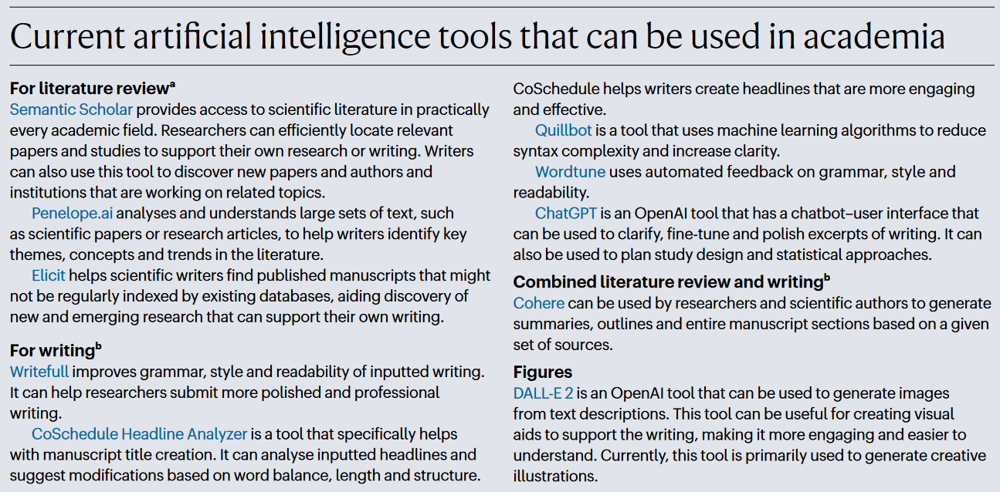 Current artificial intelligence tools that can be used in academia
For literature reviewᵃ
Semantic Scholar provides access to scientific literature in practically
every academic field. Researchers can efficiently locate relevant
papers and studies to support their own research or writing. Writers
can also use this tool to discover new papers and authors and
institutions that are working on related topics.
Penelope.ai analyses and understands large sets of text, such
as scientific papers or research articles, to help writers identify key
themes, concepts and trends in the literature.
Elicit helps scientific writers find published manuscripts that might
not be regularly indexed by existing databases, aiding discovery of
new and emerging research that can support their own writing.
For writingᵇ
Writefull improves grammar, style and readability of inputted writing.
It can help researchers submit more polished and professional
writing.
CoSchedule Headline Analyzer is a tool that specifically helps
with manuscript title creation. It can analyse inputted headlines and
suggest modifications based on word balance, length and structure.
CoSchedule helps writers create headlines that are more engaging
and effective.
Quillbot is a tool that uses machine learning algorithms to reduce
syntax complexity and increase clarity.
Wordtune uses automated feedback on grammar, style and
readability.
ChatGPT is an OpenAI tool that has a chatbot–user interface that
can be used to clarify, fine-tune and polish excerpts of writing. It can
also be used to plan study design and statistical approaches.
Combined literature review and writingᵇ
Cohere can be used by researchers and scientific authors to generate
summaries, outlines and entire manuscript sections based on a given
set of sources.
Figures
DALL-E 2 is an OpenAI tool that can be used to generate images
from text descriptions. This tool can be useful for creating visual
aids to support the writing, making it more engaging and easier to
understand. Currently, this tool is primarily used to generate creative
illustrations.